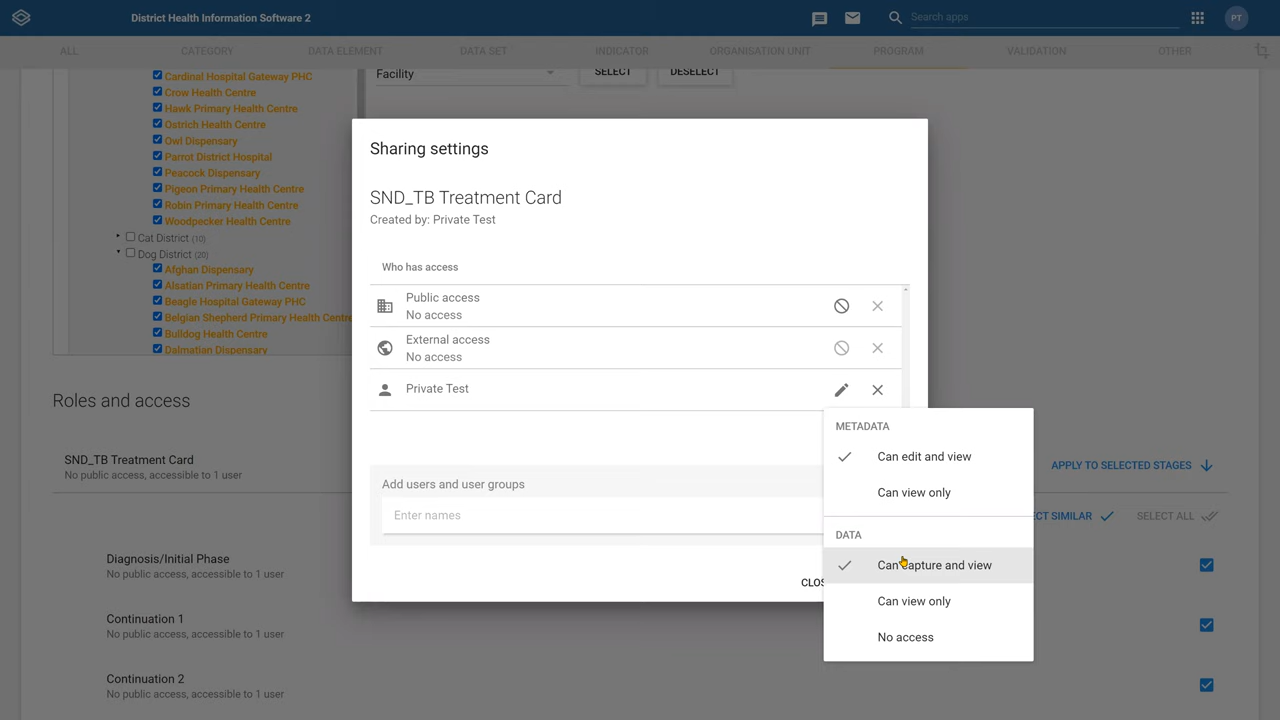 District Health Information Software 2
Search apps
PT
ALL
CATEGORY
DATA ELEMENT
DATA SET
INDICATOR
ORGANISATION UNIT
PROGRAM
VALIDATION
OTHER
Cardinal Hospital Gateway PHC
Crow Health Centre
Hawk Primary Health Centre
Ostrich Health Centre
Owl Dispensary
Parrot District Hospital
Peacock Dispensary
Pigeon Primary Health Centre
Robin Primary Health Centre
Woodpecker Health Centre
Cat District (10)
Dog District (20)
Afghan Dispensary
Alsatian Primary Health Centre
Beagle Hospital Gateway PHC
Belgian Shepherd Primary Health Centre
Bulldog Health Centre
Dalmatian Dispensary
Facility
SELECT
DESELECT
Sharing settings
SND_TB Treatment Card
Created by: Private Test
Who has access
Public access
No access
External access
No access
Private Test
Add users and user groups
Enter names
CLOS
METADATA
Can edit and view
Can view only
DATA
Can capture and view
Can view only
No access
Roles and access
SND_TB Treatment Card
No public access, accessible to 1 user
APPLY TO SELECTED STAGES
ECT SIMILAR
SELECT ALL
Diagnosis/Initial Phase
No public access, accessible to 1 user
Continuation 1
No public access, accessible to 1 user
Continuation 2
No public access, accessible to 1 user